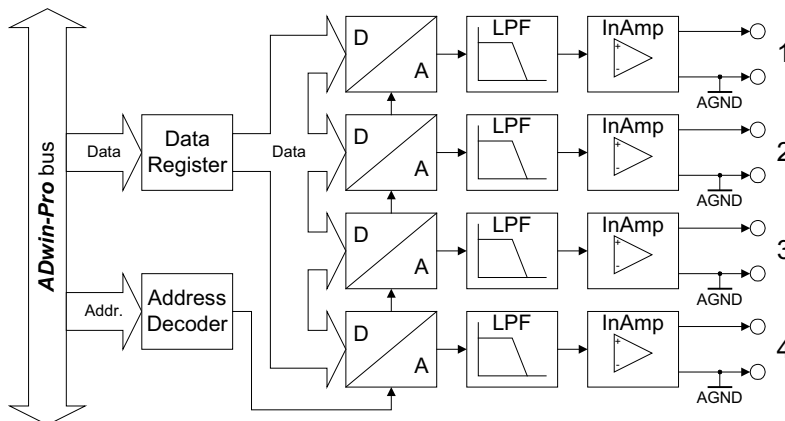 ADwin-Pro bus
Data
Data
Register
Data
Addr.
Address
Decoder
D
A
LPF
InAmp
+
-
AGND
1
D
A
LPF
InAmp
+
-
AGND
2
D
A
LPF
InAmp
+
-
AGND
3
D
A
LPF
InAmp
+
-
AGND
4